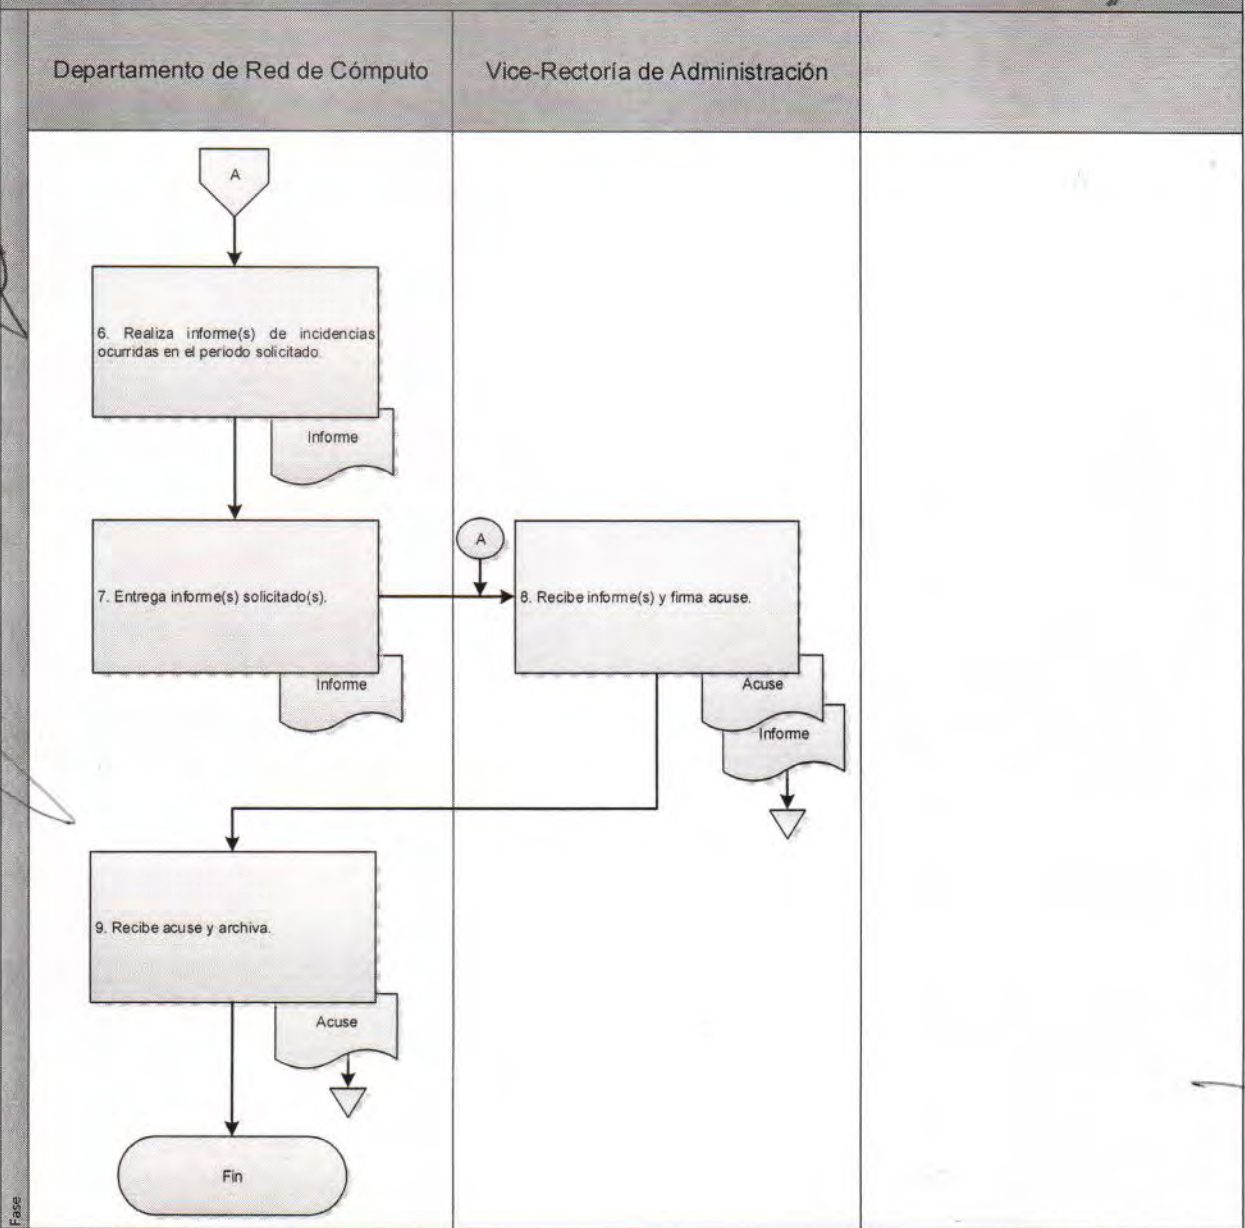 Departamento de Red de Cómputo
Vice-Rectoría de Administración
A
6. Realiza informe(s) de incidencias
ocurridas en el periodo solicitado.
Informe
7. Entrega informe(s) solicitado(s).
Informe
A
8. Recibe informe(s) y firma acuse.
Acuse
Informe
9. Recibe acuse y archiva.
Acuse
Fin
Fase